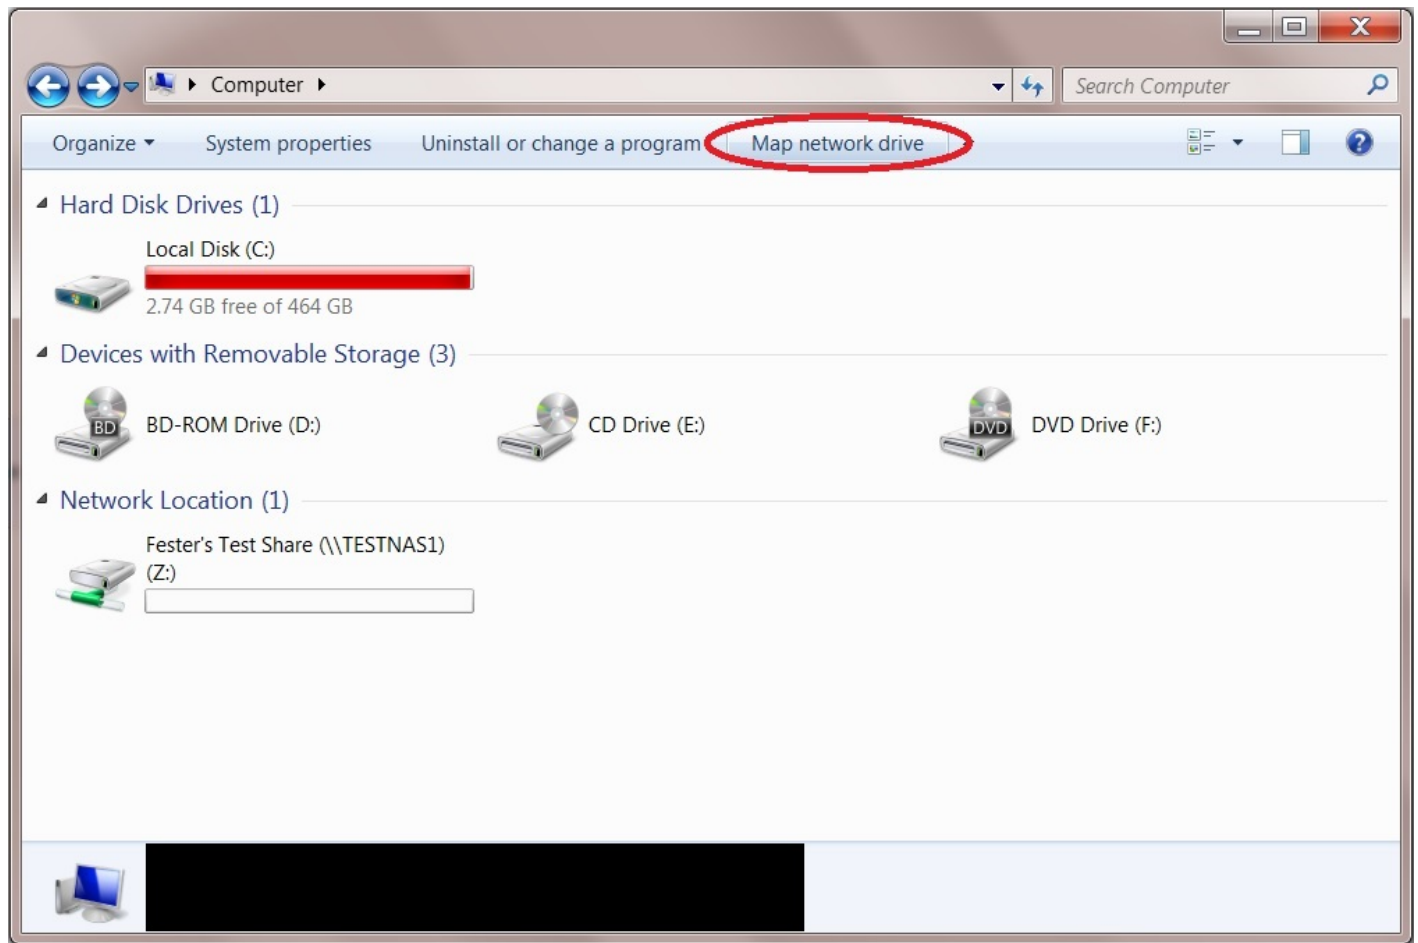 Computer
Search Computer
Organize System properties Uninstall or change a program Map network drive
Hard Disk Drives (1)
Local Disk (C:)
2.74 GB free of 464 GB
Devices with Removable Storage (3)
BD
BD-ROM Drive (D:)
CD Drive (E:)
DVD
DVD Drive (F:)
Network Location (1)
Fester's Test Share (\\TESTNAS1)
(Z:)